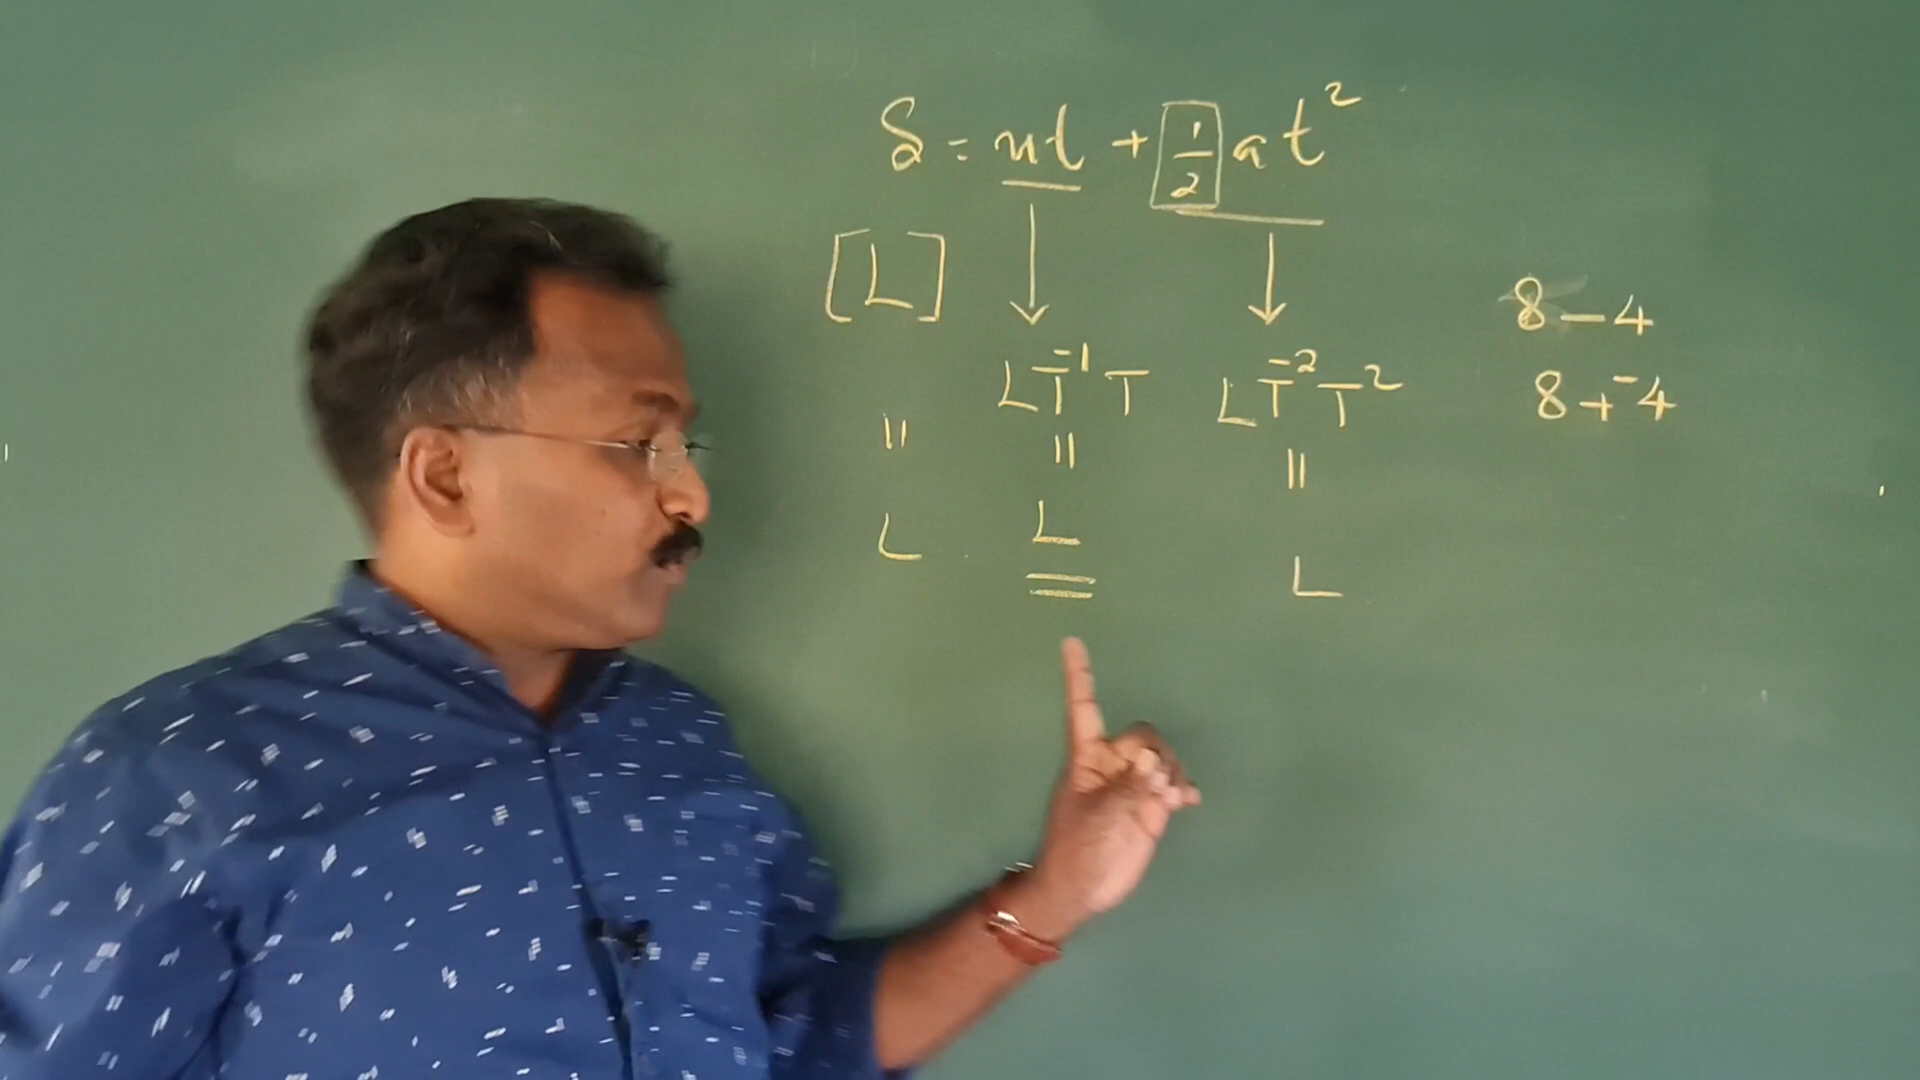 S = ut + 1/2 at²
[L]
LT⁻¹T LT⁻²T²
|| || ||
L L L
8-4
8+⁻4